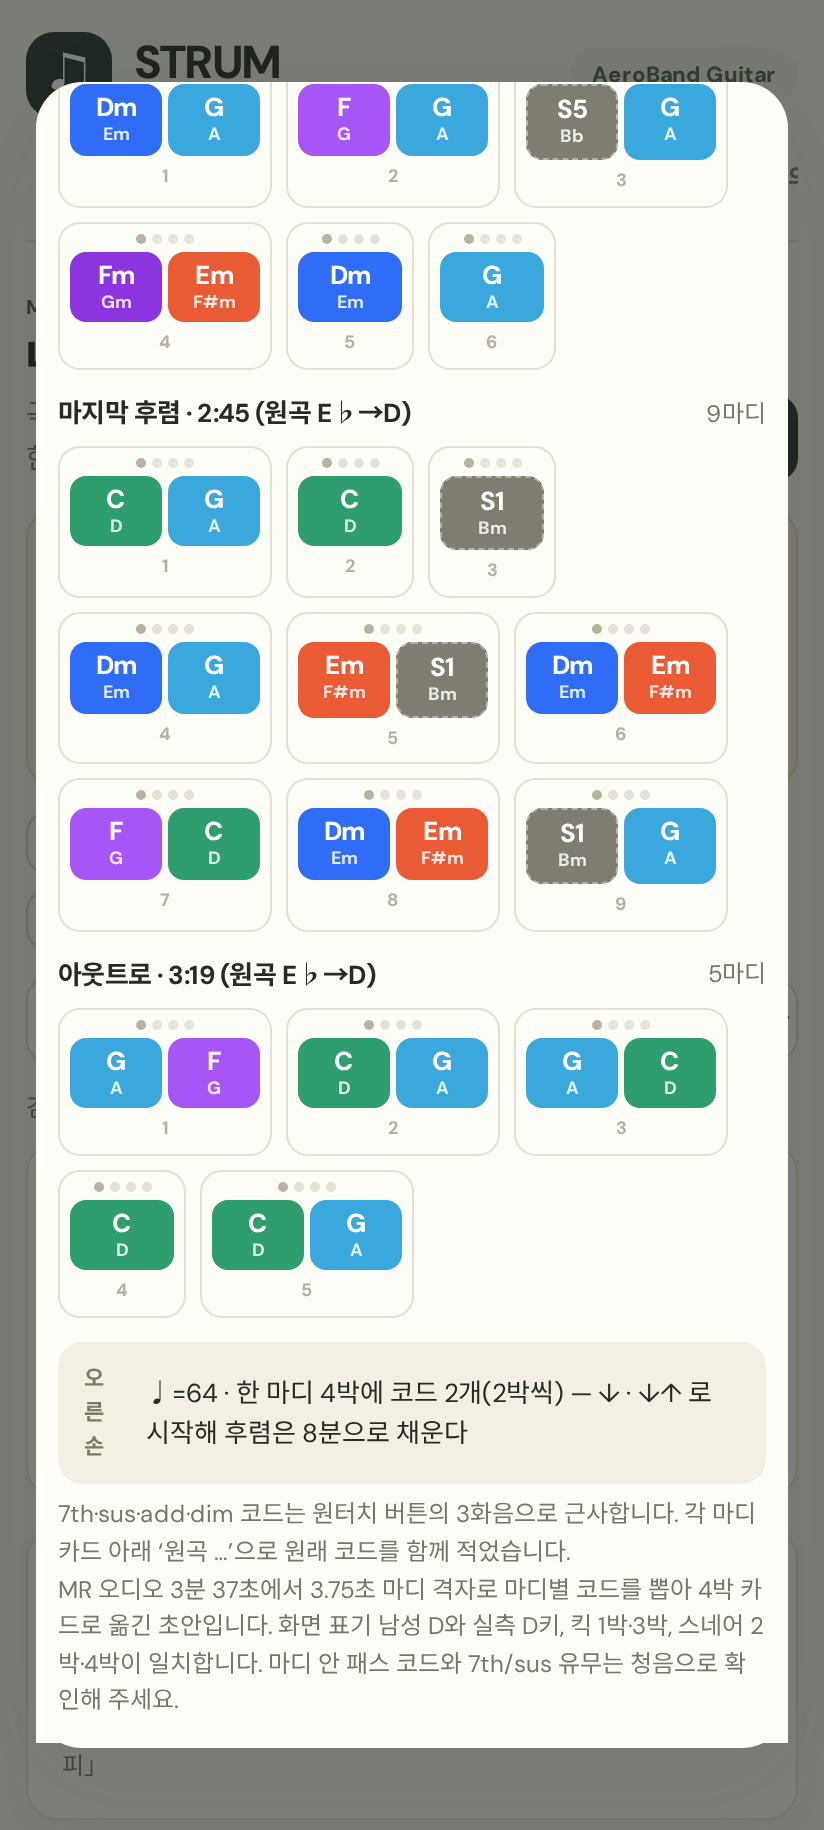 STRUM
AeroBand Guitar
Dm G F G S5 G
Em A G A Bb A
1 2 3
Fm Em Dm G
Gm F#m Em A
4 5 6
마지막 후렴 · 2:45 (원곡 E♭→D) 9마디
C G C S1
D A D Bm
1 2 3
Dm G Em S1 Dm Em
Em A F#m Bm Em F#m
4 5 6
F C Dm Em S1 G
G D Em F#m Bm A
7 8 9
아웃트로 · 3:19 (원곡 E♭→D) 5마디
G F C G G C
A G D A A D
1 2 3
C C G
D D A
4 5
오른손
♩=64 · 한 마디 4박에 코드 2개(2박씩) — ↓ · ↓↑ 로
시작해 후렴은 8분으로 채운다
7th·sus·add·dim 코드는 원터치 버튼의 3화음으로 근사합니다. 각 마디
카드 아래 ‘원곡 …’으로 원래 코드를 함께 적었습니다.
MR 오디오 3분 37초에서 3.75초 마디 격자로 마디별 코드를 뽑아 4박 카
드로 옮긴 초안입니다. 화면 표기 남성 D와 실측 D키, 킥 1박·3박, 스네어 2
박·4박이 일치합니다. 마디 안 패스 코드와 7th/sus 유무는 청음으로 확
인해 주세요.
피」